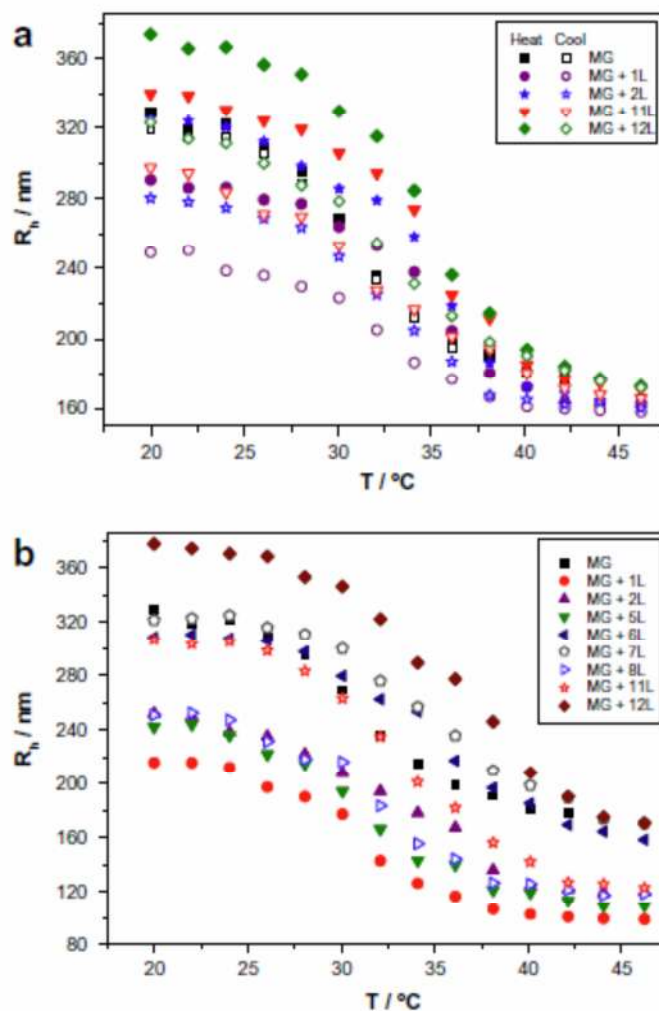 a
Heat Cool
MG
MG + 1L
MG + 2L
MG + 11L
MG + 12L
360
320
280
240
200
160
R_h / nm
20 25 30 35 40 45
T / ºC
b
MG
MG + 1L
MG + 2L
MG + 5L
MG + 6L
MG + 7L
MG + 8L
MG + 11L
MG + 12L
360
320
280
240
200
160
120
80
R_h / nm
20 25 30 35 40 45
T / ºC